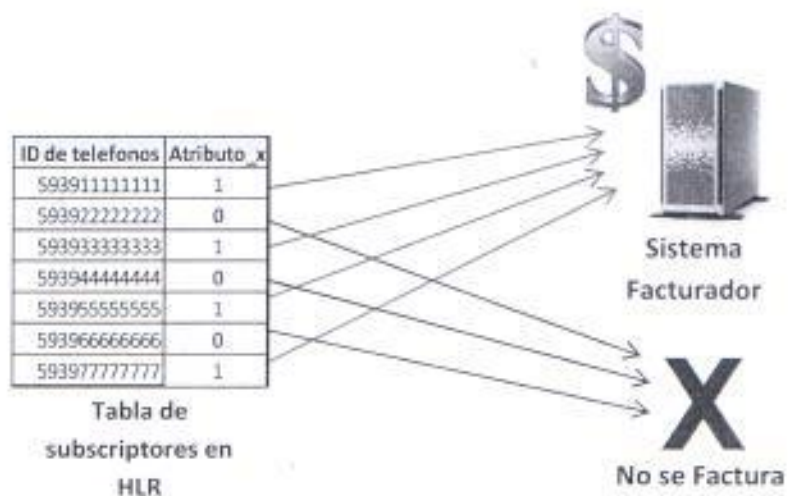 $
ID de telefonos Atributo_x
593911111111 1
593922222222 0
593933333333 1
593944444444 0
593955555555 1
593966666666 0
593977777777 1
Tabla de
subscriptores en
HLR
Sistema
Facturador
X
No se Factura